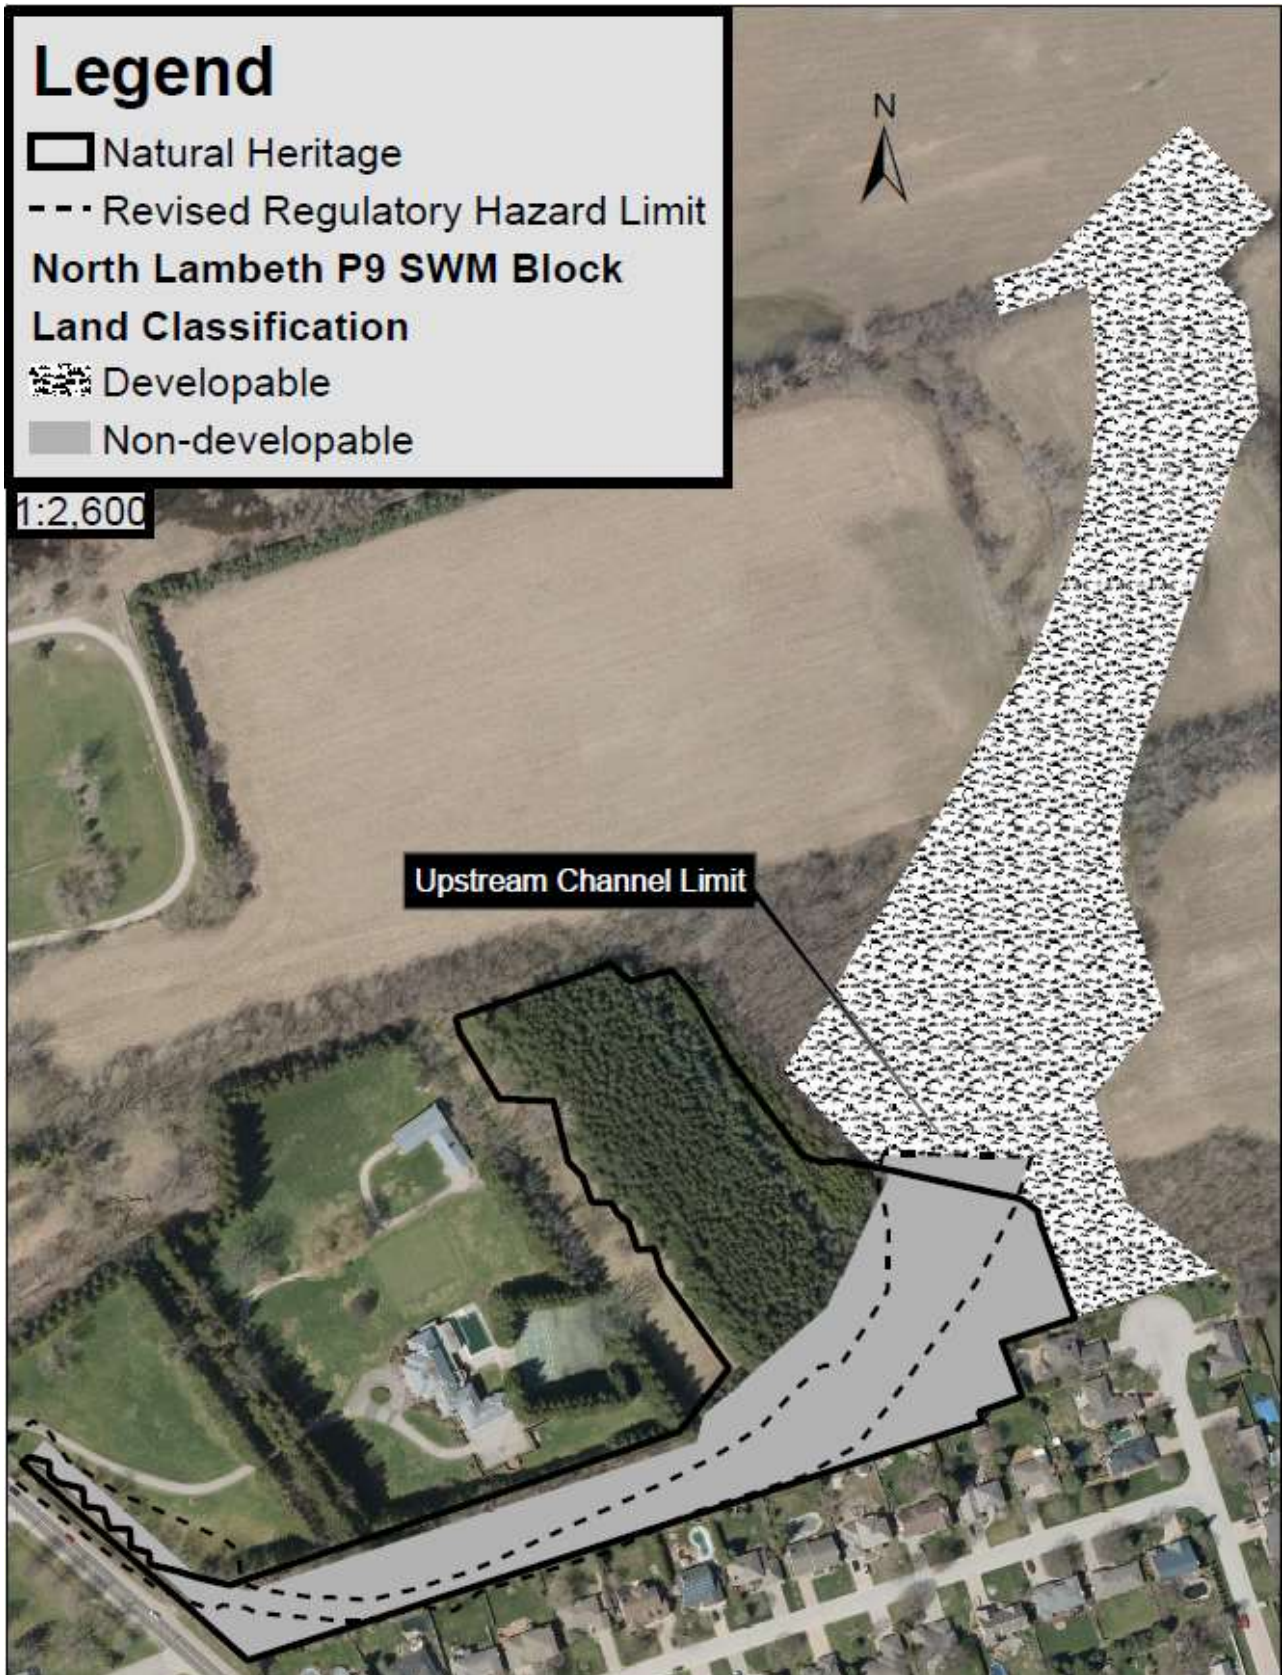 Legend
Natural Heritage
Revised Regulatory Hazard Limit
North Lambeth P9 SWM Block
Land Classification
Developable
Non-developable
1:2,600
N
Upstream Channel Limit